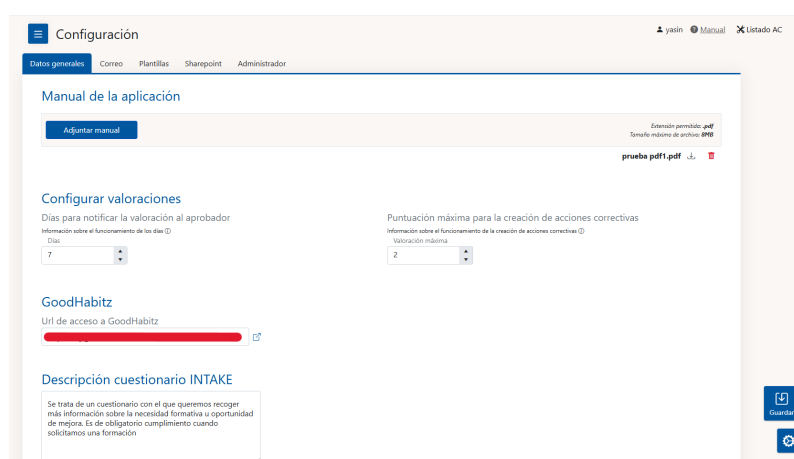 Configuración
yasin Manual Listado AC
Datos generales Correo Plantillas Sharepoint Administrador
Manual de la aplicación
Adjuntar manual
Extensión permitida: .pdf
Tamaño máximo de archivo: 8MB
prueba pdf1.pdf
Configurar valoraciones
Días para notificar la valoración al aprobador
Información sobre el funcionamiento de los días
Días
7
Puntuación máxima para la creación de acciones correctivas
Información sobre el funcionamiento de la creación de acciones correctivas
Valoración máxima
2
GoodHabitz
Url de acceso a GoodHabitz
Descripción cuestionario INTAKE
Se trata de un cuestionario con el que queremos recoger
más información sobre la necesidad formativa u oportunidad
de mejora. Es de obligatorio cumplimiento cuando
solicitamos una formación
Guardar